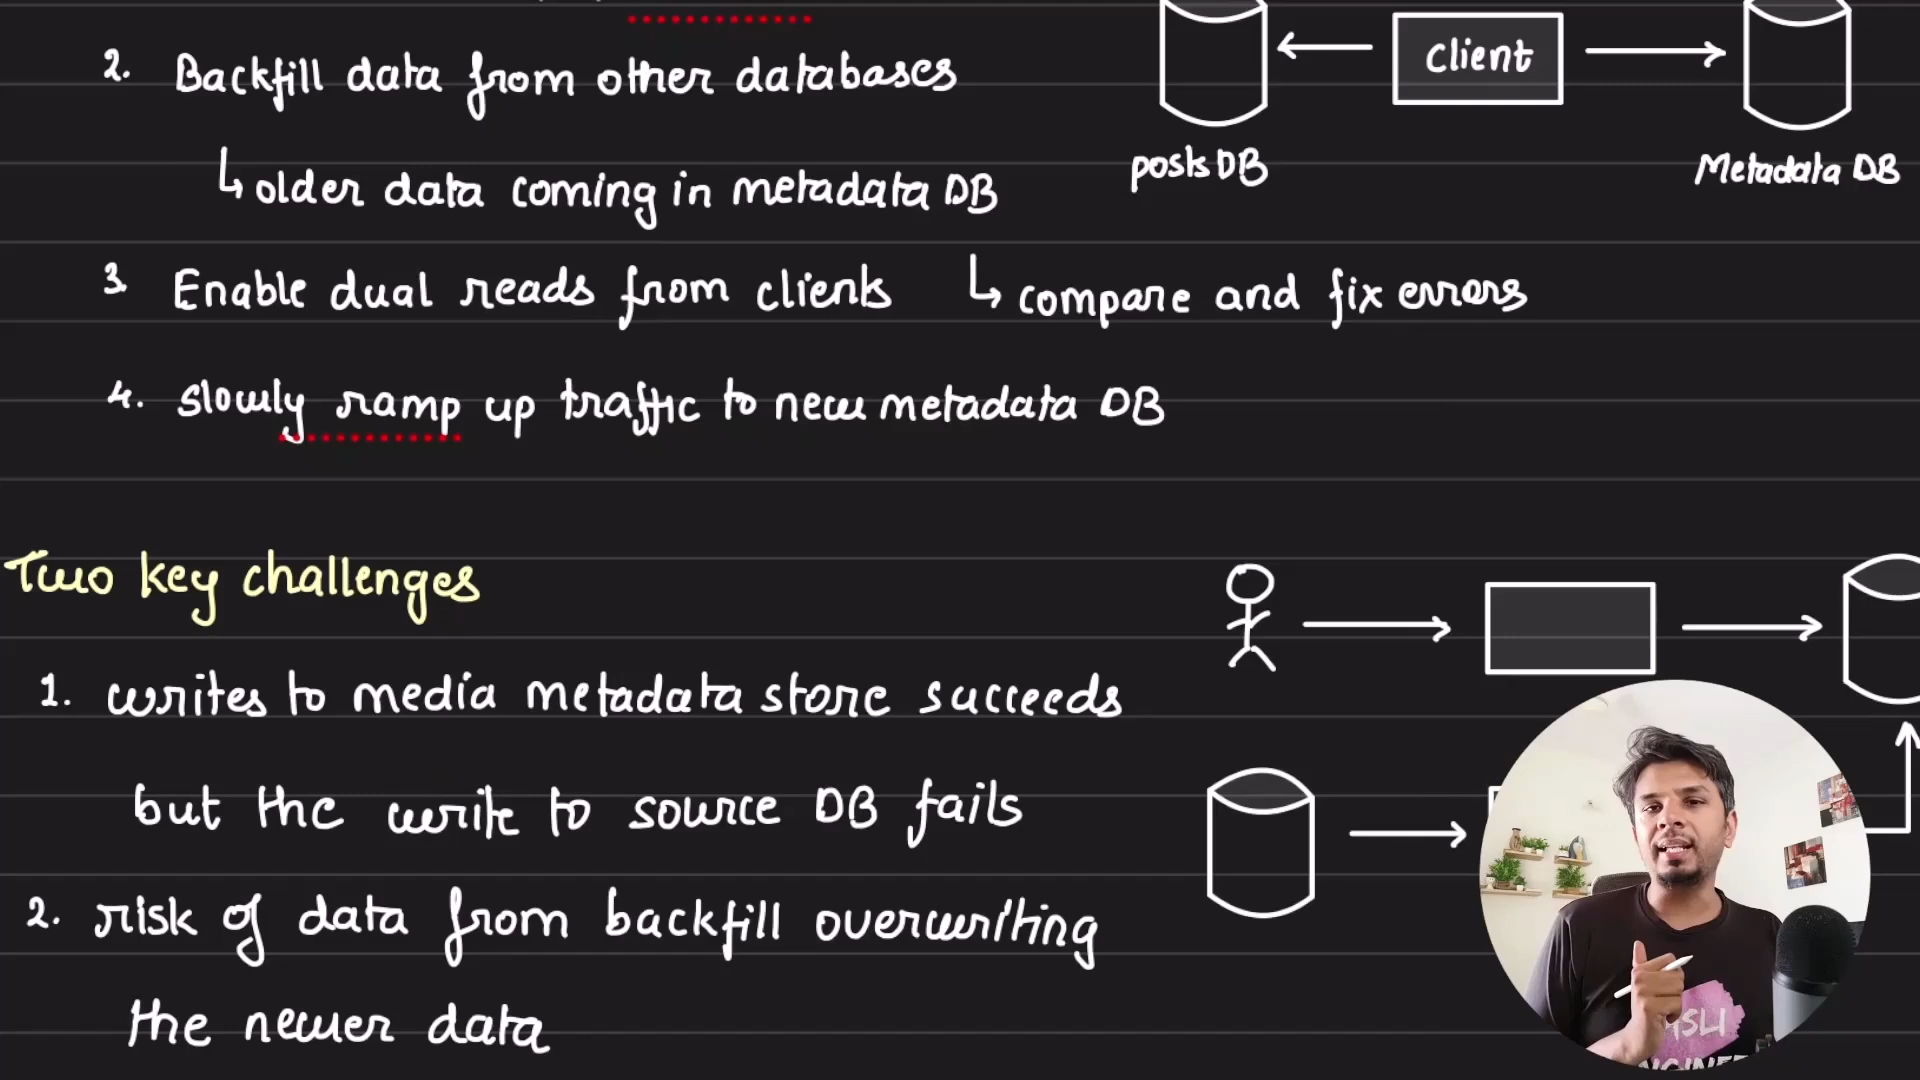 2. Backfill data from other databases
↳ older data coming in metadata DB
Client
posts DB
Metadata DB
3 Enable dual reads from clients ↳ compare and fix errors
4. slowly ramp up traffic to new metadata DB
Two key challenges
1. writes to media metadata store succeeds
but the write to source DB fails
2. risk of data from backfill overwriting
the newer data